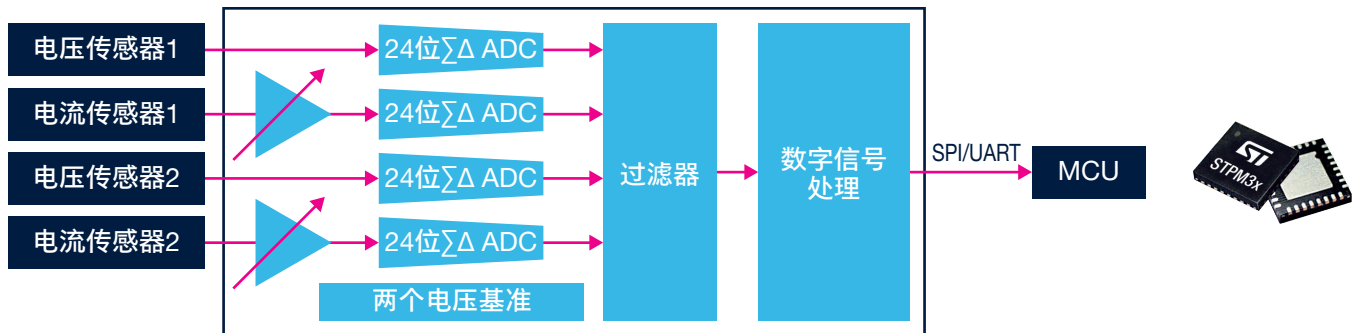 电压传感器1
电流传感器1
电压传感器2
电流传感器2
24位∑Δ ADC
24位∑Δ ADC
24位∑Δ ADC
24位∑Δ ADC
两个电压基准
过滤器
数字信号
处理
SPI/UART
MCU
ST
STPM3x